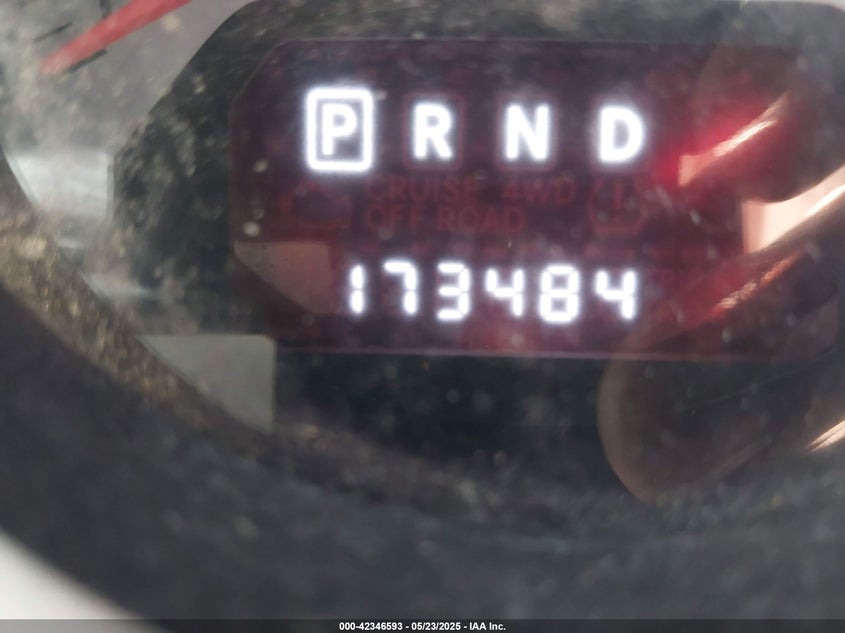 P R N D
CRUISE 4WD
OFF ROAD
173484
000-42346593 - 05/23/2025 - IAA Inc.